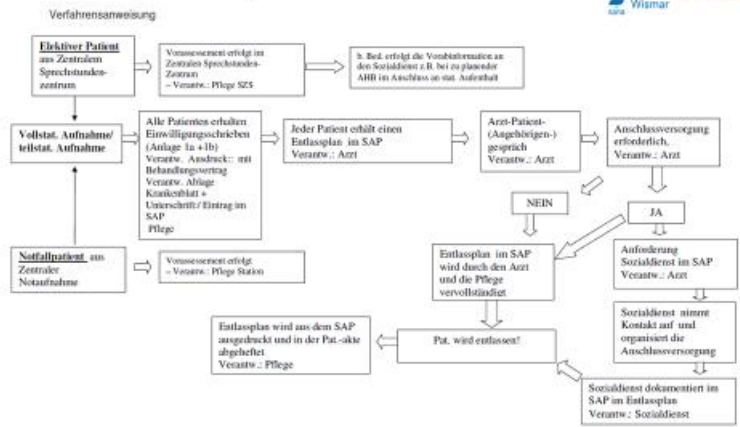 Verfahrensanweisung
sana
Wismar
Elektiver Patient
aus Zentralem
Sprechstunden-
zentrum
Vorassessement erfolgt im
Zentralen Sprechstunden-
Zentrum
– Verantw.: Pflege SZS
b. Bed. erfolgt die Vorabinformation an
den Sozialdienst z.B. bei zu planender
AHB im Anschluss an stat. Aufenthalt
Vollstat. Aufnahme/
teilstat. Aufnahme
Alle Patienten erhalten
Einwilligungsschreiben
(Anlage 1a +1b)
Verantw. Ausdruck:: mit
Behandlungsvertrag
Verantw. Ablage
Krankenblatt +
Unterschrift:/ Eintrag im
SAP
Pflege
Jeder Patient erhält einen
Entlassplan im SAP
Verantw.: Arzt
Arzt-Patient-
(Angehörigen-)
gespräch
Verantw.: Arzt
Anschlussversorgung
erforderlich,
Verantw.: Arzt
NEIN
JA
Notfallpatient aus
Zentraler
Notaufnahme
Vorassessement erfolgt
– Verantw.: Pflege Station
Entlassplan im SAP
wird durch den Arzt
und die Pflege
vervollständigt
Anforderung
Sozialdienst im SAP
Verantw.: Arzt
Sozialdienst nimmt
Kontakt auf und
organisiert die
Anschlussversorgung
Entlassplan wird aus dem SAP
ausgedruckt und in der Pat.-akte
abgeheftet
Verantw.: Pflege
Pat. wird entlassen!
Sozialdienst dokumentiert im
SAP im Entlassplan
Verantw.: Sozialdienst